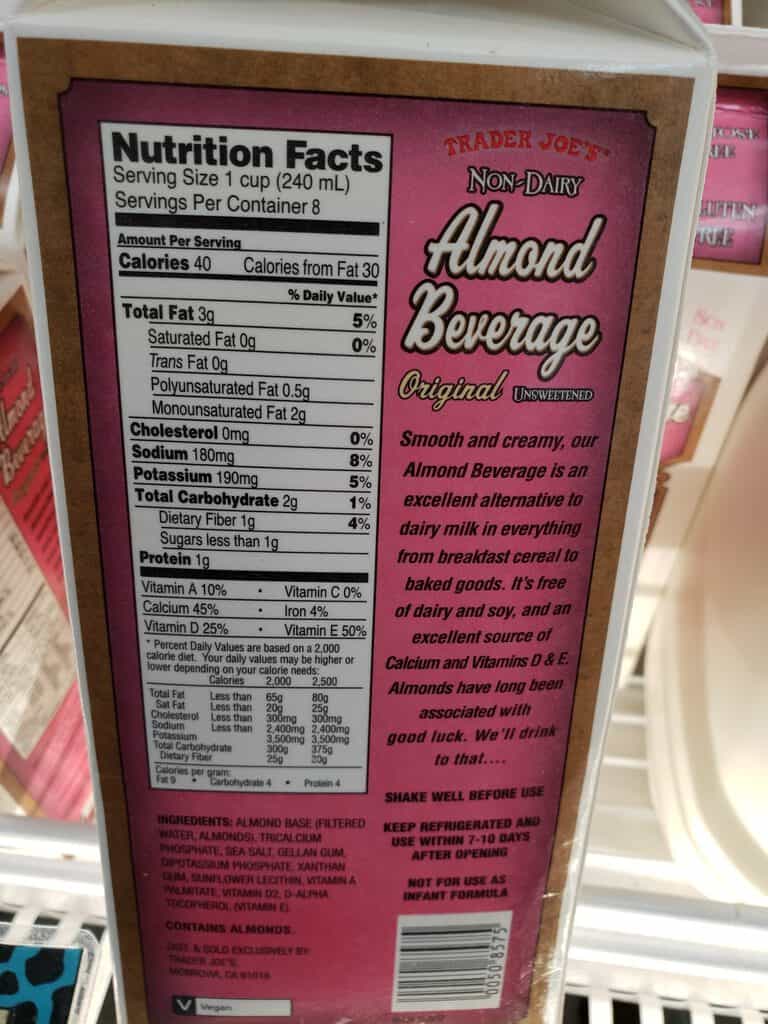 Nutrition Facts
Serving Size 1 cup (240 mL)
Servings Per Container 8
Amount Per Serving
Calories 40 Calories from Fat 30
% Daily Value*
Total Fat 3g 5%
Saturated Fat 0g 0%
Trans Fat 0g
Polyunsaturated Fat 0.5g
Monounsaturated Fat 2g
Cholesterol 0mg 0%
Sodium 180mg 8%
Potassium 190mg 5%
Total Carbohydrate 2g 1%
Dietary Fiber 1g 4%
Sugars less than 1g
Protein 1g
Vitamin A 10% • Vitamin C 0%
Calcium 45% • Iron 4%
Vitamin D 25% • Vitamin E 50%
* Percent Daily Values are based on a 2,000
calorie diet. Your daily values may be higher or
lower depending on your calorie needs:
Calories 2,000 2,500
Total Fat Less than 65g 80g
Sat Fat Less than 20g 25g
Cholesterol Less than 300mg 300mg
Sodium Less than 2,400mg 2,400mg
Potassium 3,500mg 3,500mg
Total Carbohydrate 300g 375g
Dietary Fiber 25g 30g
Calories per gram:
Fat 9 • Carbohydrate 4 • Protein 4
INGREDIENTS: ALMOND BASE (FILTERED
WATER, ALMONDS), TRICALCIUM
PHOSPHATE, SEA SALT, GELLAN GUM,
DIPOTASSIUM PHOSPHATE, XANTHAN
GUM, SUNFLOWER LECITHIN, VITAMIN A
PALMITATE, VITAMIN D2, D-ALPHA
TOCOPHEROL (VITAMIN E).
CONTAINS ALMONDS.
DIST. & SOLD EXCLUSIVELY BY:
TRADER JOE'S,
MONROVIA, CA 91016
V Vegan
TRADER JOE'S
NON-DAIRY
Almond
Beverage
Original UNSWEETENED
Smooth and creamy, our
Almond Beverage is an
excellent alternative to
dairy milk in everything
from breakfast cereal to
baked goods. It's free
of dairy and soy, and an
excellent source of
Calcium and Vitamins D & E.
Almonds have long been
associated with
good luck. We'll drink
to that....
SHAKE WELL BEFORE USE
KEEP REFRIGERATED AND
USE WITHIN 7-10 DAYS
AFTER OPENING
NOT FOR USE AS
INFANT FORMULA
0050 8575